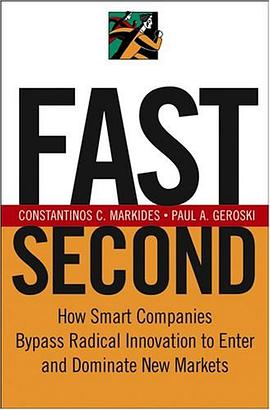 FAST
CONSTANTINOS C. MARKIDES • PAUL A. GEROSKI
SECOND
How Smart Companies
Bypass Radical Innovation to Enter
and Dominate New Markets